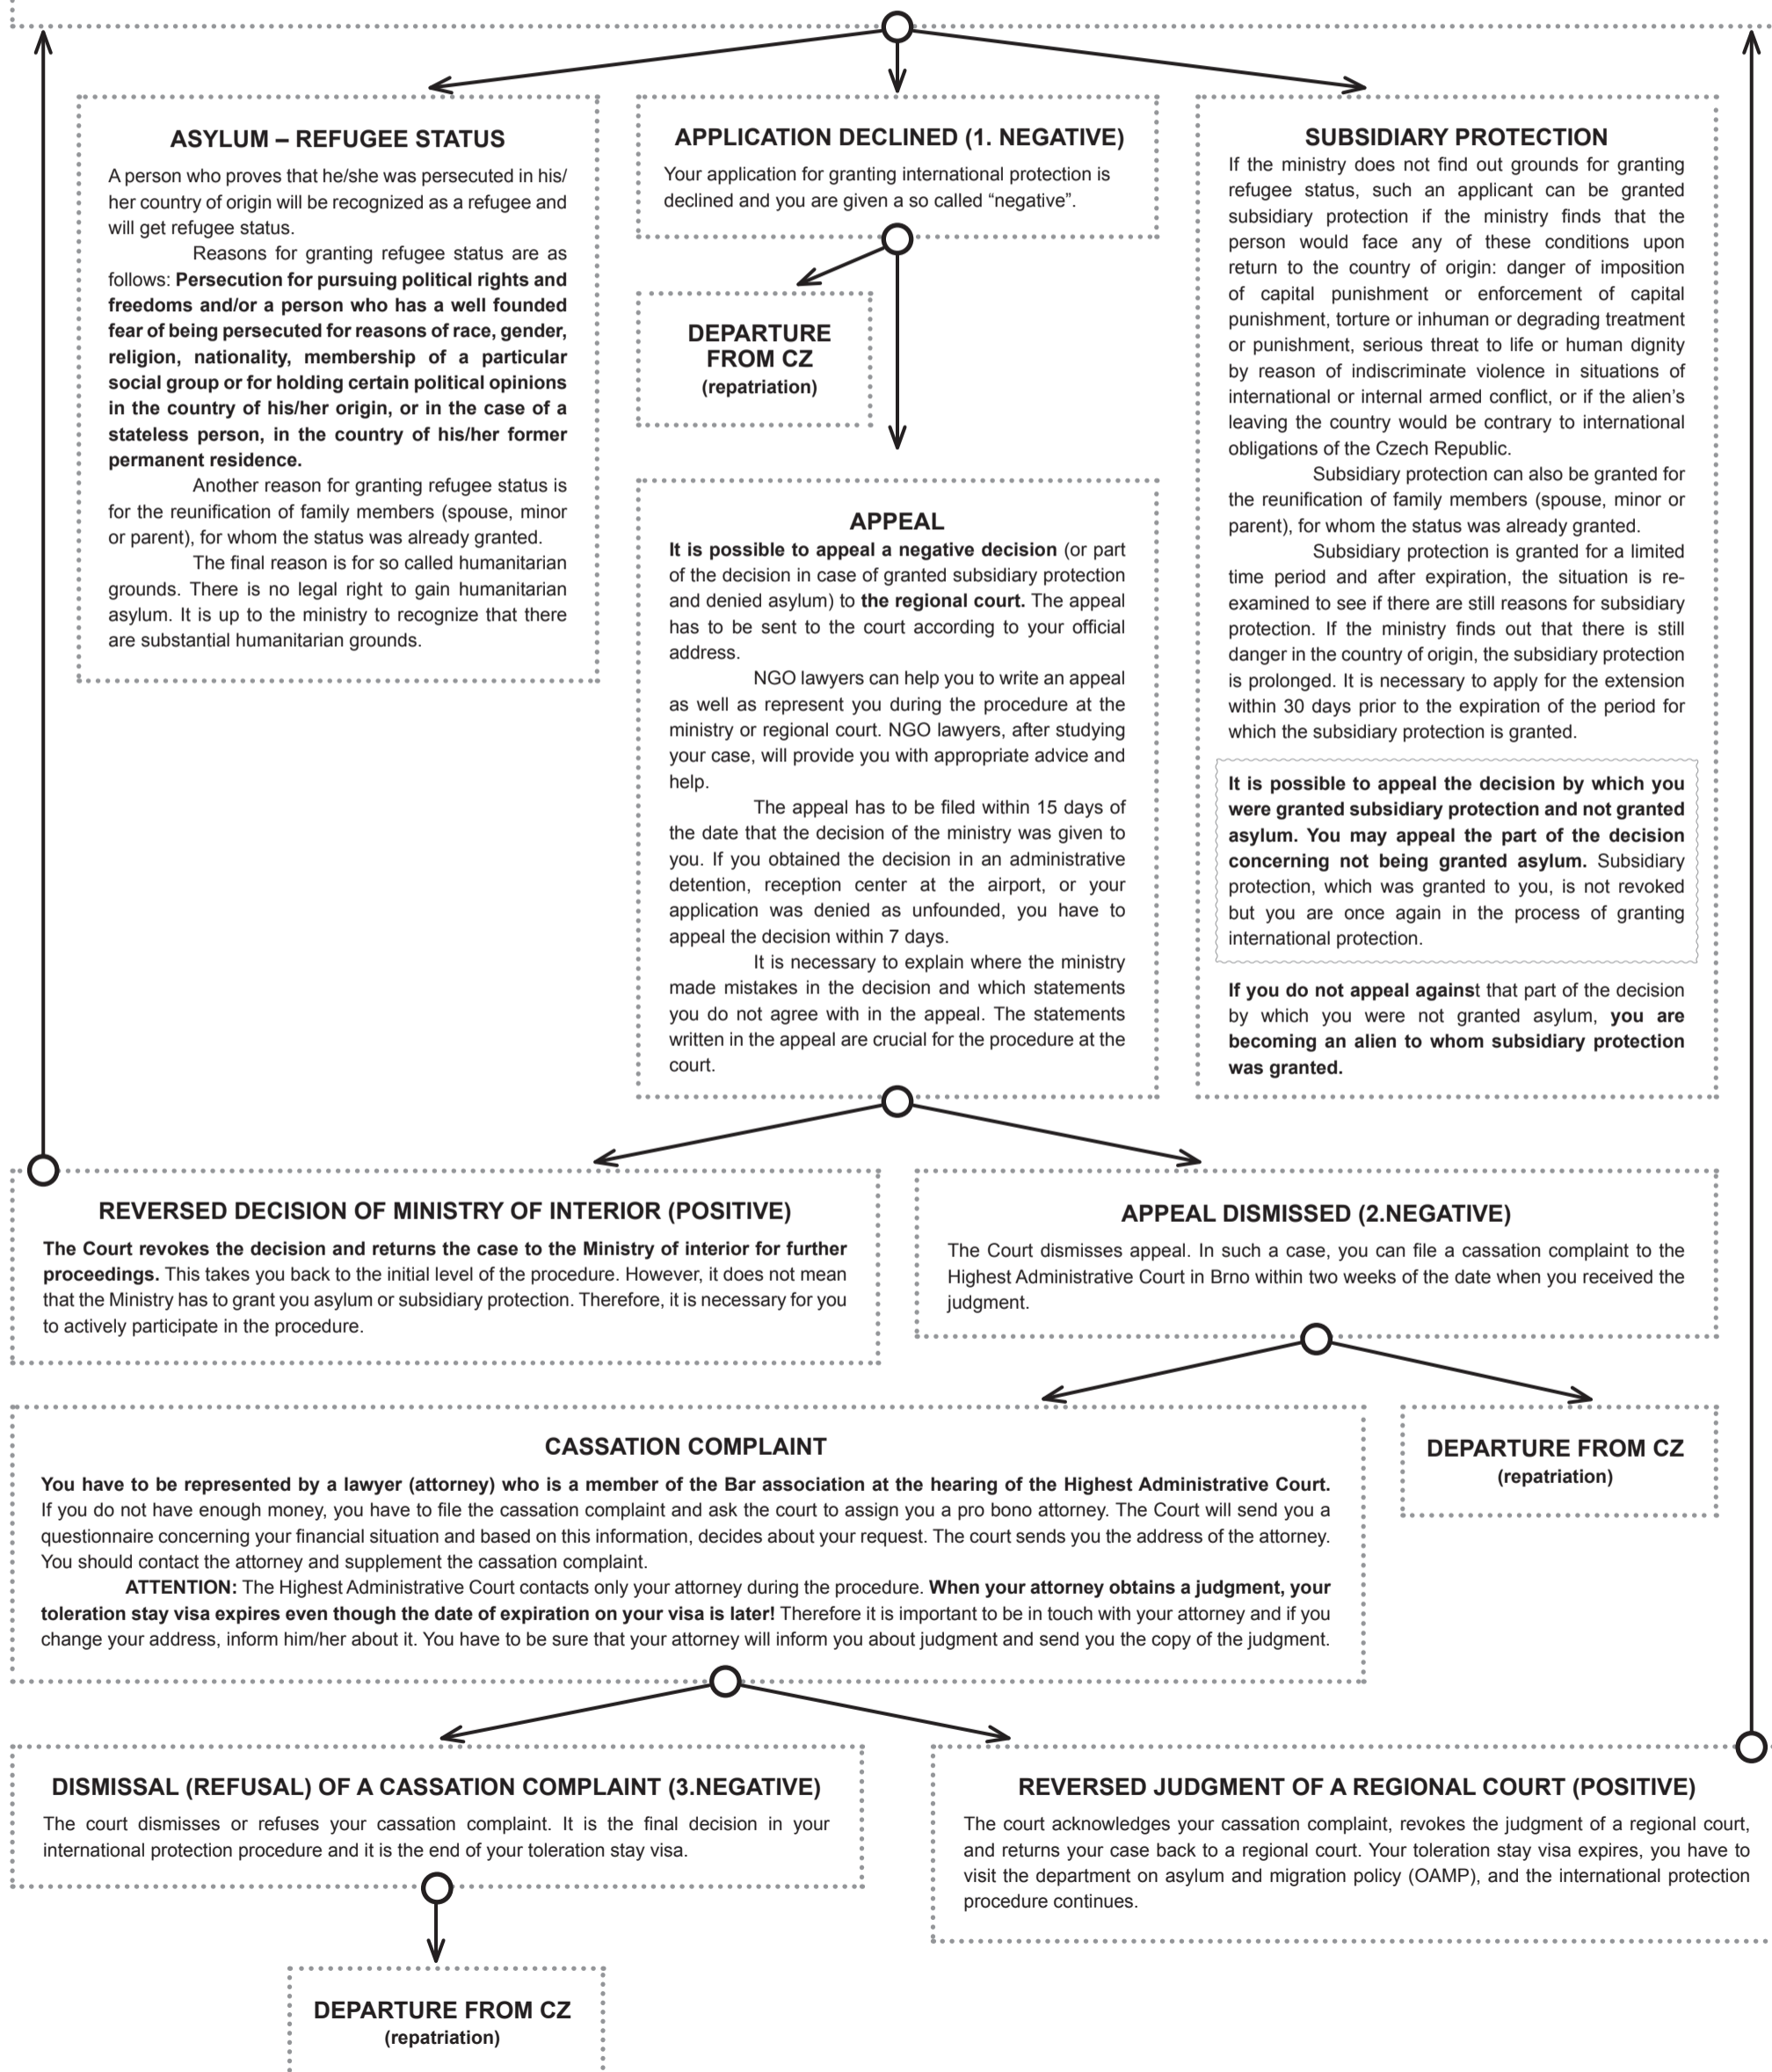 ASYLUM – REFUGEE STATUS
A person who proves that he/she was persecuted in his/
her country of origin will be recognized as a refugee and
will get refugee status.
Reasons for granting refugee status are as
follows: Persecution for pursuing political rights and
freedoms and/or a person who has a well founded
fear of being persecuted for reasons of race, gender,
religion, nationality, membership of a particular
social group or for holding certain political opinions
in the country of his/her origin, or in the case of a
stateless person, in the country of his/her former
permanent residence.
Another reason for granting refugee status is
for the reunification of family members (spouse, minor
or parent), for whom the status was already granted.
The final reason is for so called humanitarian
grounds. There is no legal right to gain humanitarian
asylum. It is up to the ministry to recognize that there
are substantial humanitarian grounds.
APPLICATION DECLINED (1. NEGATIVE)
Your application for granting international protection is
declined and you are given a so called “negative”.
DEPARTURE
FROM CZ
(repatriation)
APPEAL
It is possible to appeal a negative decision (or part
of the decision in case of granted subsidiary protection
and denied asylum) to the regional court. The appeal
has to be sent to the court according to your official
address.
NGO lawyers can help you to write an appeal
as well as represent you during the procedure at the
ministry or regional court. NGO lawyers, after studying
your case, will provide you with appropriate advice and
help.
The appeal has to be filed within 15 days of
the date that the decision of the ministry was given to
you. If you obtained the decision in an administrative
detention, reception center at the airport, or your
application was denied as unfounded, you have to
appeal the decision within 7 days.
It is necessary to explain where the ministry
made mistakes in the decision and which statements
you do not agree with in the appeal. The statements
written in the appeal are crucial for the procedure at the
court.
SUBSIDIARY PROTECTION
If the ministry does not find out grounds for granting
refugee status, such an applicant can be granted
subsidiary protection if the ministry finds that the
person would face any of these conditions upon
return to the country of origin: danger of imposition
of capital punishment or enforcement of capital
punishment, torture or inhuman or degrading treatment
or punishment, serious threat to life or human dignity
by reason of indiscriminate violence in situations of
international or internal armed conflict, or if the alien’s
leaving the country would be contrary to international
obligations of the Czech Republic.
Subsidiary protection can also be granted for
the reunification of family members (spouse, minor or
parent), for whom the status was already granted.
Subsidiary protection is granted for a limited
time period and after expiration, the situation is re-
examined to see if there are still reasons for subsidiary
protection. If the ministry finds out that there is still
danger in the country of origin, the subsidiary protection
is prolonged. It is necessary to apply for the extension
within 30 days prior to the expiration of the period for
which the subsidiary protection is granted.
It is possible to appeal the decision by which you
were granted subsidiary protection and not granted
asylum. You may appeal the part of the decision
concerning not being granted asylum. Subsidiary
protection, which was granted to you, is not revoked
but you are once again in the process of granting
international protection.
If you do not appeal against that part of the decision
by which you were not granted asylum, you are
becoming an alien to whom subsidiary protection
was granted.
REVERSED DECISION OF MINISTRY OF INTERIOR (POSITIVE)
The Court revokes the decision and returns the case to the Ministry of interior for further
proceedings. This takes you back to the initial level of the procedure. However, it does not mean
that the Ministry has to grant you asylum or subsidiary protection. Therefore, it is necessary for you
to actively participate in the procedure.
APPEAL DISMISSED (2.NEGATIVE)
The Court dismisses appeal. In such a case, you can file a cassation complaint to the
Highest Administrative Court in Brno within two weeks of the date when you received the
judgment.
CASSATION COMPLAINT
You have to be represented by a lawyer (attorney) who is a member of the Bar association at the hearing of the Highest Administrative Court.
If you do not have enough money, you have to file the cassation complaint and ask the court to assign you a pro bono attorney. The Court will send you a
questionnaire concerning your financial situation and based on this information, decides about your request. The court sends you the address of the attorney.
You should contact the attorney and supplement the cassation complaint.
ATTENTION: The Highest Administrative Court contacts only your attorney during the procedure. When your attorney obtains a judgment, your
toleration stay visa expires even though the date of expiration on your visa is later! Therefore it is important to be in touch with your attorney and if you
change your address, inform him/her about it. You have to be sure that your attorney will inform you about judgment and send you the copy of the judgment.
DEPARTURE FROM CZ
(repatriation)
DISMISSAL (REFUSAL) OF A CASSATION COMPLAINT (3.NEGATIVE)
The court dismisses or refuses your cassation complaint. It is the final decision in your
international protection procedure and it is the end of your toleration stay visa.
REVERSED JUDGMENT OF A REGIONAL COURT (POSITIVE)
The court acknowledges your cassation complaint, revokes the judgment of a regional court,
and returns your case back to a regional court. Your toleration stay visa expires, you have to
visit the department on asylum and migration policy (OAMP), and the international protection
procedure continues.
DEPARTURE FROM CZ
(repatriation)